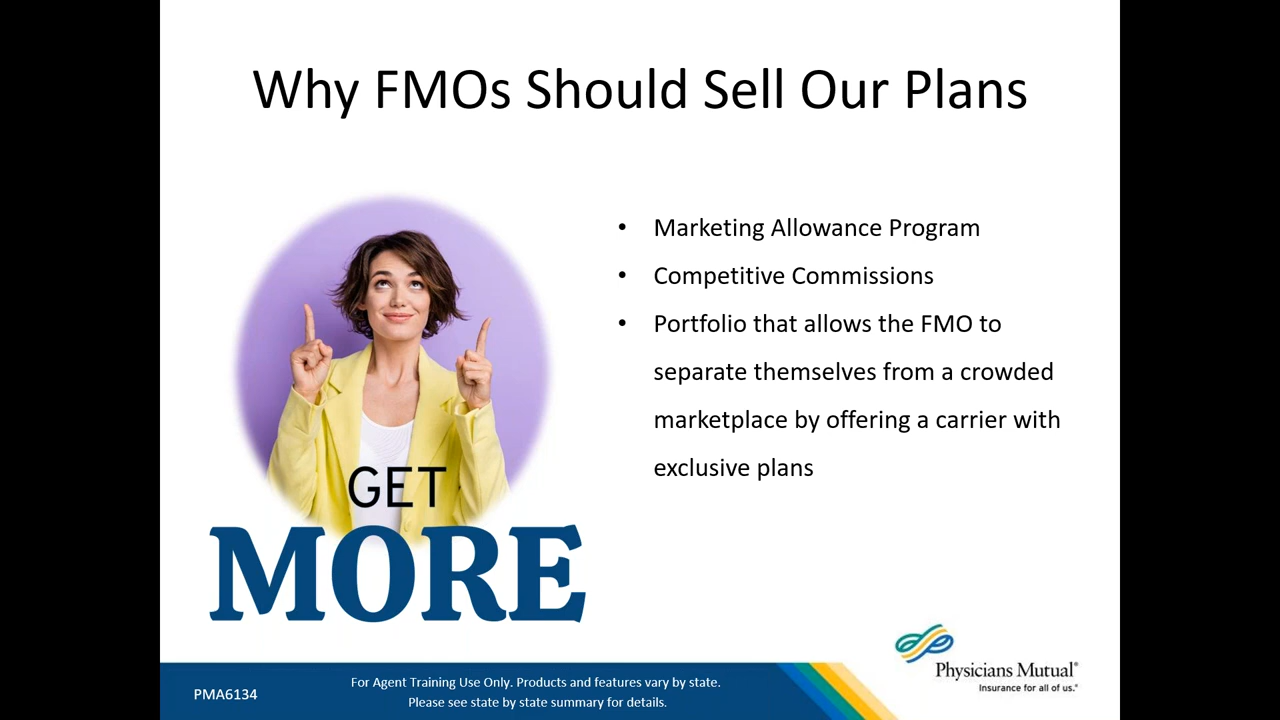 Why FMOs Should Sell Our Plans
• Marketing Allowance Program
• Competitive Commissions
• Portfolio that allows the FMO to
separate themselves from a crowded
marketplace by offering a carrier with
exclusive plans
GET
MORE
Physicians Mutual®
Insurance for all of us.®
PMA6134
For Agent Training Use Only. Products and features vary by state.
Please see state by state summary for details.